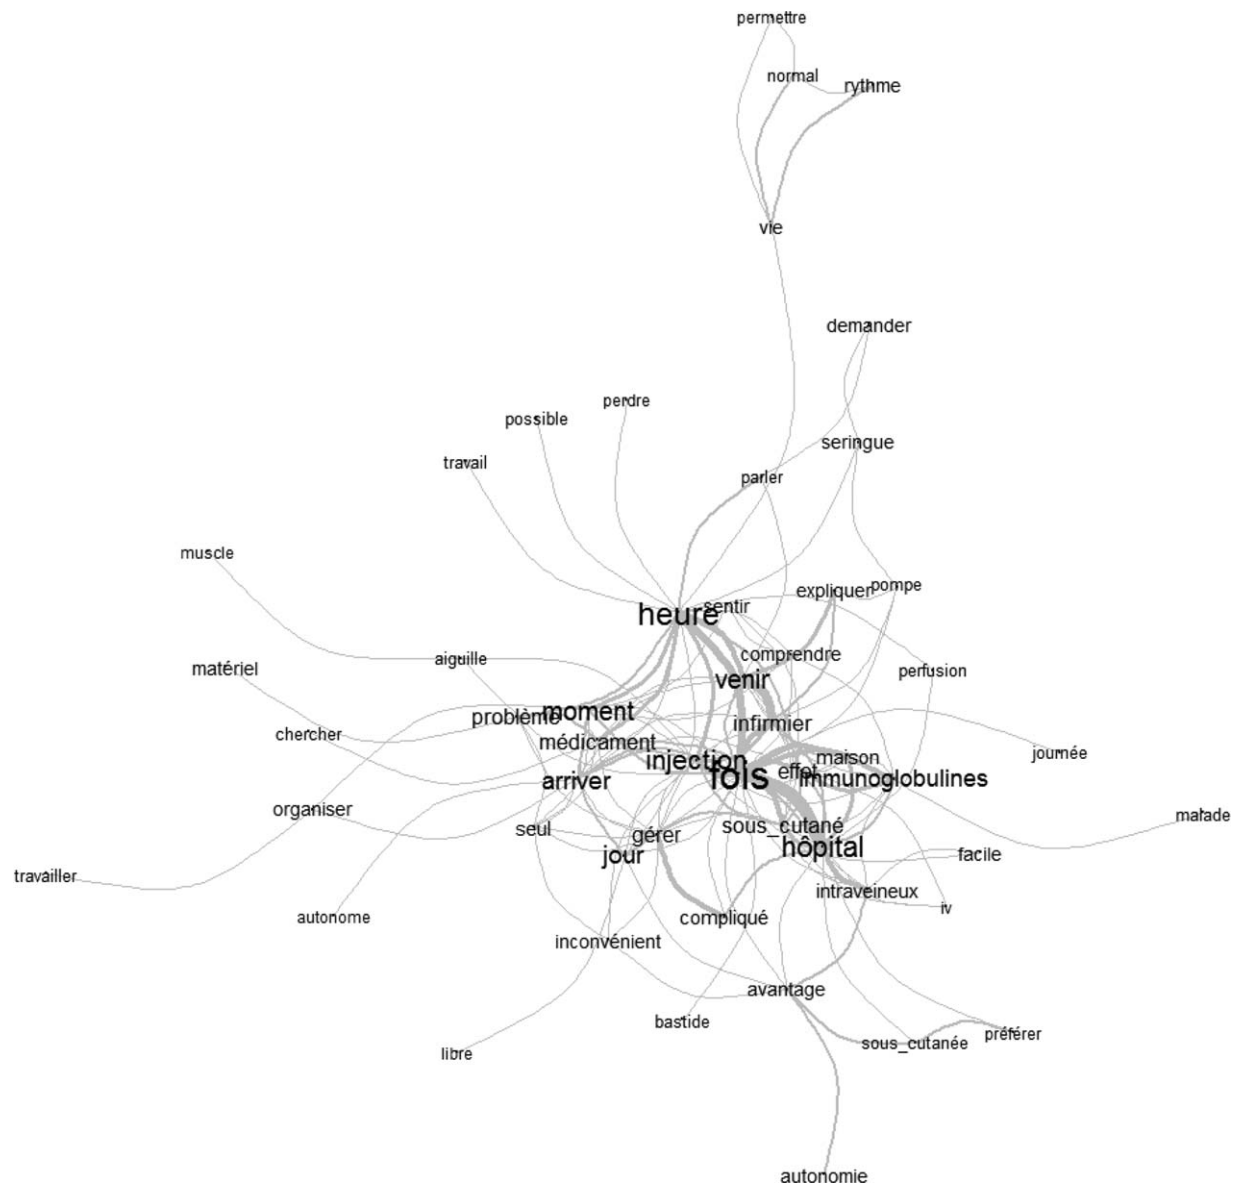 permettre
normal
rythme
vie
demander
perdre
possible
seringue
travail
parler
muscle
expliquer
pompe
sentir
heure
comprendre
aiguille
matériel
perfusion
venir
moment
problème
infirmier
chercher
médicament
journée
maison
injection
effet
fois
immunoglobulines
arriver
organiser
malade
sous_cutané
seul
gérer
hôpital
jour
facile
travailler
intraveineux
iv
autonome
compliqué
inconvénient
avantage
bastide
préférer
sous_cutanée
libre
autonomie